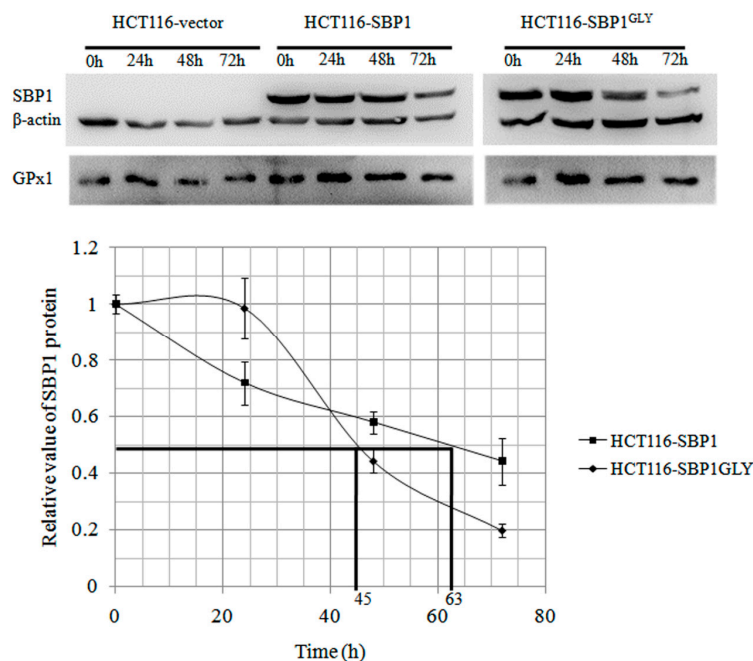 HCT116-vector HCT116-SBP1 HCT116-SBP1GLY
0h 24h 48h 72h 0h 24h 48h 72h 0h 24h 48h 72h
SBP1
β-actin
GPx1
1.2
1
0.8
0.6
0.4
0.2
0
Relative value of SBP1 protein
HCT116-SBP1
HCT116-SBP1GLY
45 63
0 20 40 60 80
Time (h)